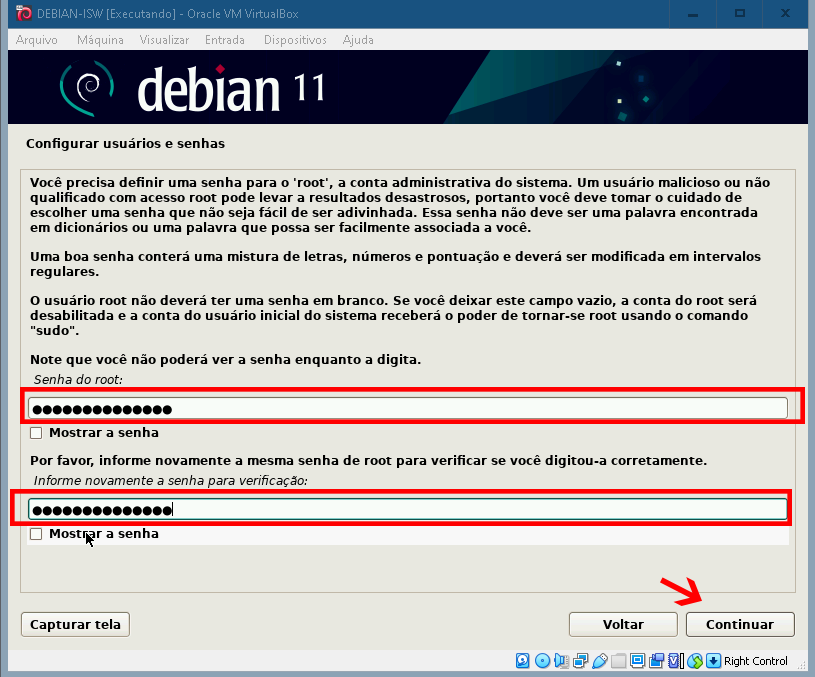 DEBIAN-ISW [Executando] - Oracle VM VirtualBox
Arquivo Máquina Visualizar Entrada Dispositivos Ajuda
debian 11
Configurar usuários e senhas
Você precisa definir uma senha para o 'root', a conta administrativa do sistema. Um usuário malicioso ou não
qualificado com acesso root pode levar a resultados desastrosos, portanto você deve tomar o cuidado de
escolher uma senha que não seja fácil de ser adivinhada. Essa senha não deve ser uma palavra encontrada
em dicionários ou uma palavra que possa ser facilmente associada a você.
Uma boa senha conterá uma mistura de letras, números e pontuação e deverá ser modificada em intervalos
regulares.
O usuário root não deverá ter uma senha em branco. Se você deixar este campo vazio, a conta do root será
desabilitada e a conta do usuário inicial do sistema receberá o poder de tornar-se root usando o comando
"sudo".
Note que você não poderá ver a senha enquanto a digita.
Senha do root:
●●●●●●●●●●●●●●
Mostrar a senha
Por favor, informe novamente a mesma senha de root para verificar se você digitou-a corretamente.
Informe novamente a senha para verificação:
●●●●●●●●●●●●●●
Mostrar a senha
Capturar tela Voltar Continuar
Right Control